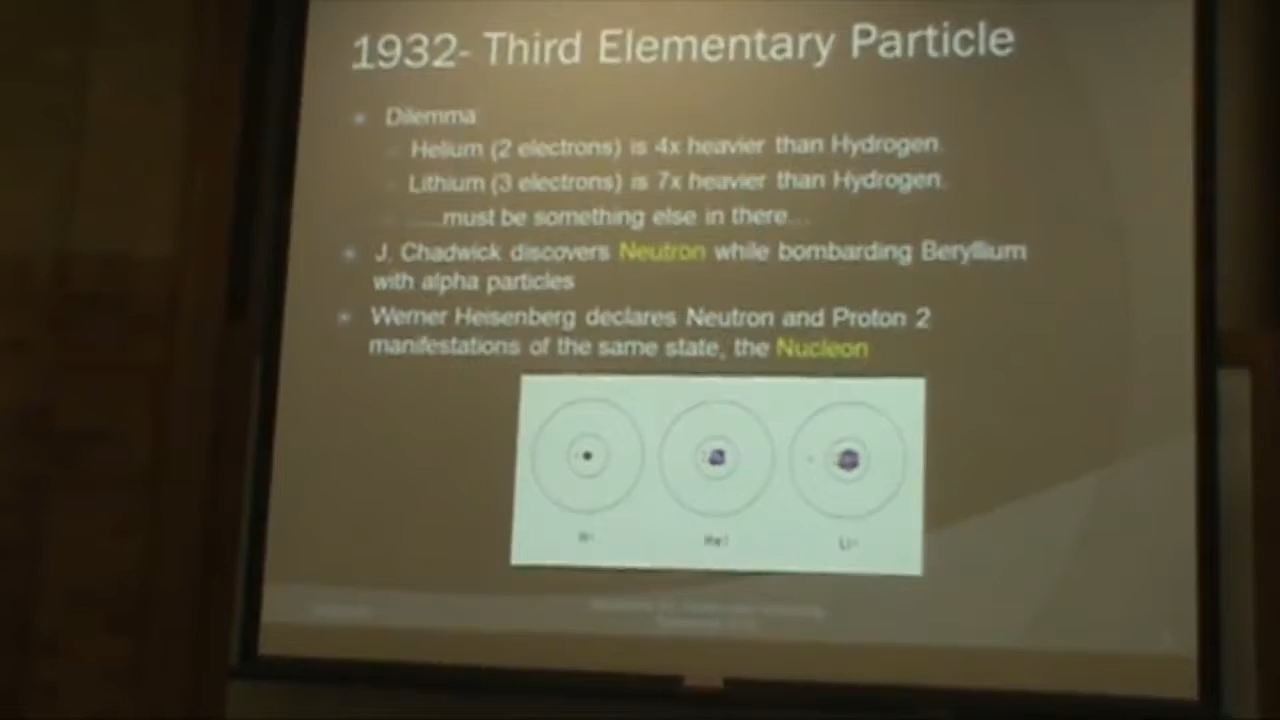 1932- Third Elementary Particle
Dilemma
Helium (2 electrons) is 4x heavier than Hydrogen.
Lithium (3 electrons) is 7x heavier than Hydrogen.
.....must be something else in there...
J. Chadwick discovers Neutron while bombarding Beryllium
with alpha particles
Werner Heisenberg declares Neutron and Proton 2
manifestations of the same state, the Nucleon